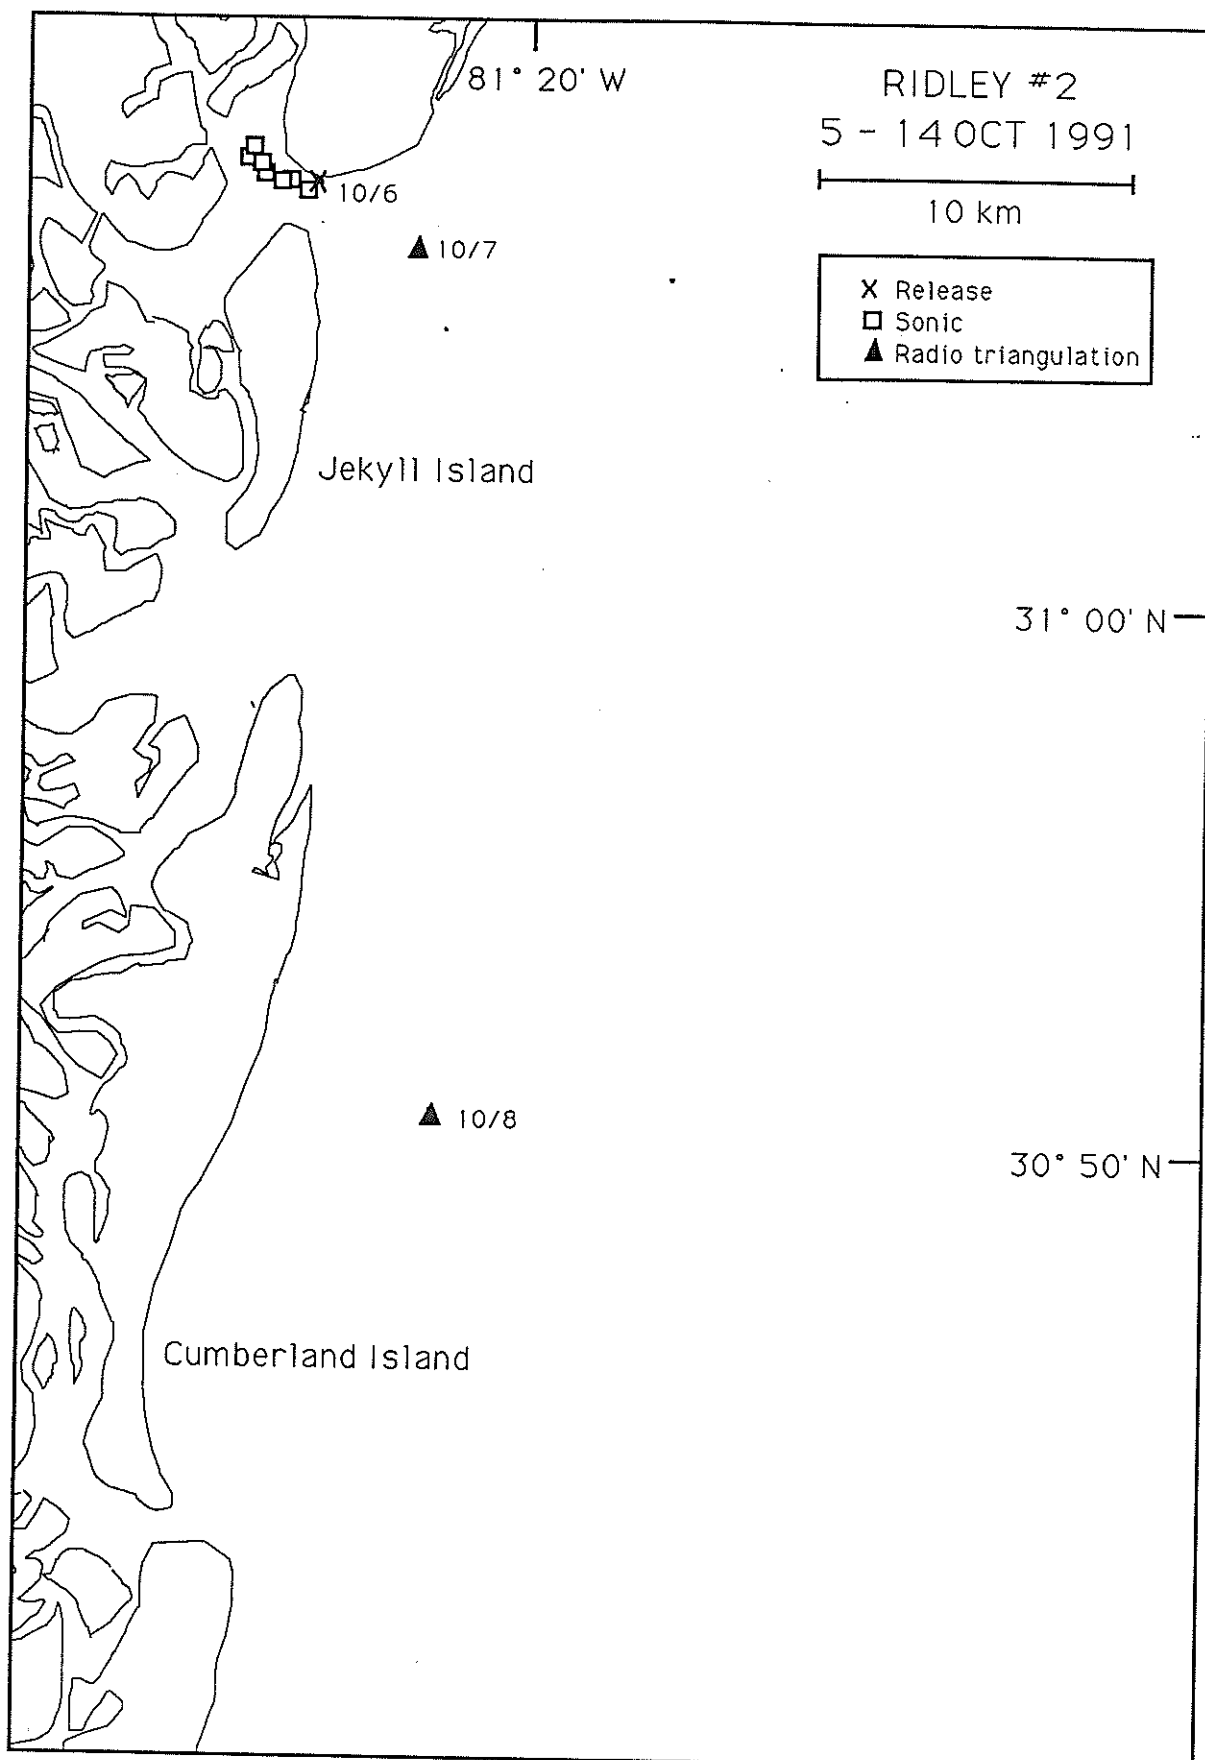 81° 20' W
RIDLEY #2
5 - 14 OCT 1991
10 km
X Release
Sonic
Radio triangulation
10/6
10/7
Jekyll Island
31° 00' N
10/8
30° 50' N
Cumberland Island